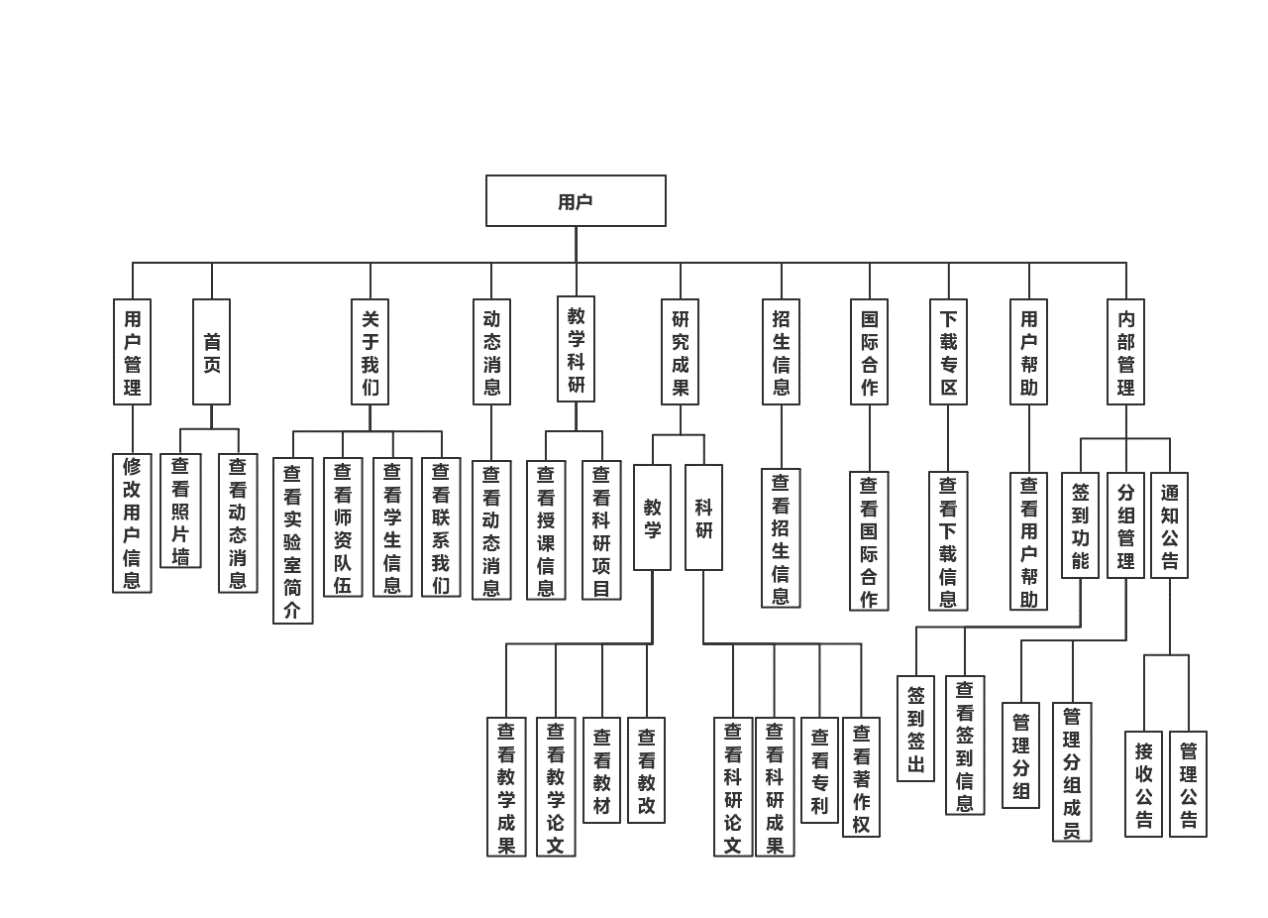 用户
用户管理
首页
关于我们
动态消息
教学科研
研究成果
招生信息
国际合作
下载专区
用户帮助
内部管理
修改用户信息
查看照片墙
查看动态消息
查看实验室简介
查看师资队伍
查看学生信息
查看联系我们
查看动态消息
查看授课信息
查看科研项目
教学
科研
查看招生信息
查看国际合作
查看下载信息
查看用户帮助
签到功能
分组管理
通知公告
查看教学成果
查看教学论文
查看教材
查看教改
查看科研论文
查看科研成果
查看专利
查看著作权
签到签出
查看签到信息
管理分组
管理分组成员
接收公告
管理公告